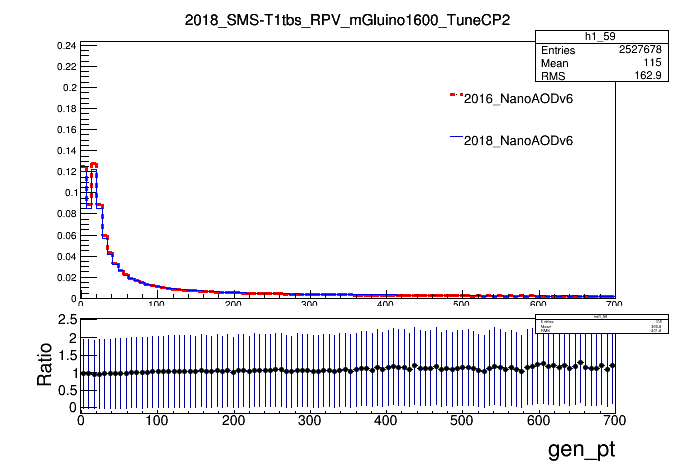 2018_SMS-T1tbs_RPV_mGluino1600_TuneCP2
h1_59
Entries 2527678
Mean 115
RMS 162.9
0.24
0.22
0.2
0.18
0.16
0.14
0.12
0.1
0.08
0.06
0.04
0.02
0
2016_NanoAODv6
2018_NanoAODv6
0 100 200 300 400 500 600 700
Entries
Mean
RMS
2.5
2
1.5
1
0.5
0
Ratio
0 100 200 300 400 500 600 700
gen_pt